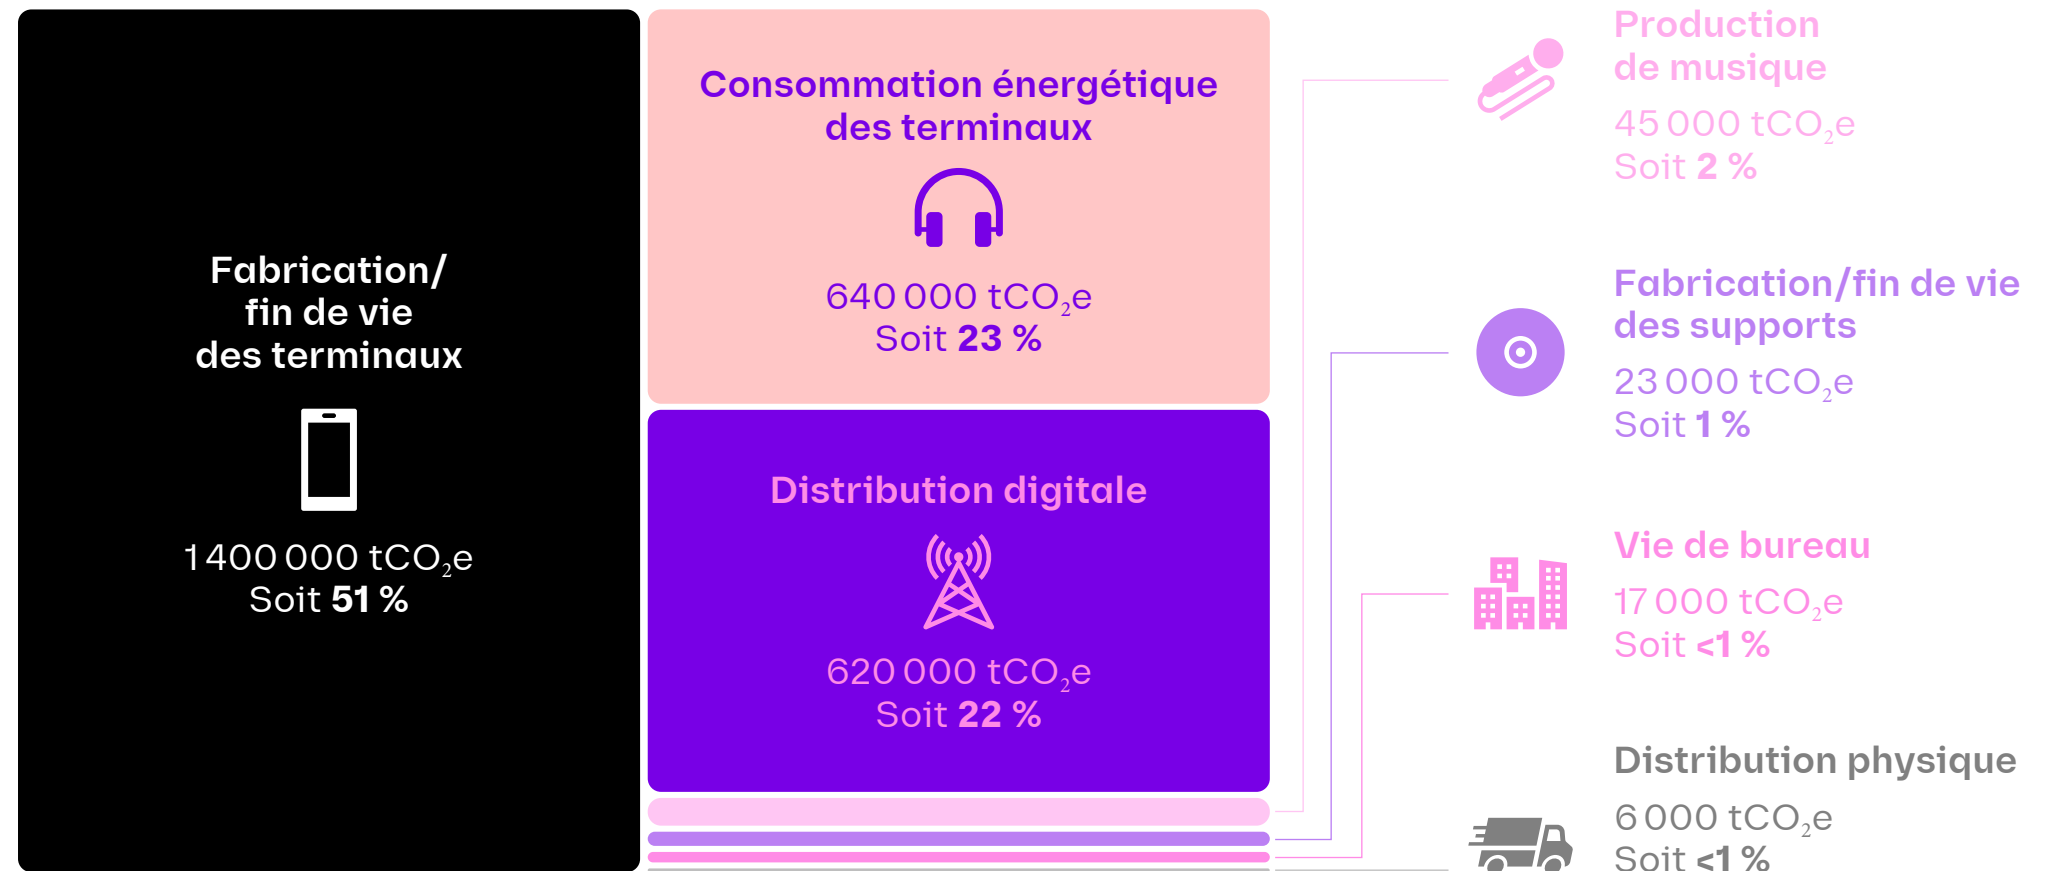 Fabrication/
fin de vie
des terminaux
1 400 000 tCO₂e
Soit 51 %
Consommation énergétique
des terminaux
640 000 tCO₂e
Soit 23 %
Distribution digitale
620 000 tCO₂e
Soit 22 %
Production
de musique
45 000 tCO₂e
Soit 2 %
Fabrication/fin de vie
des supports
23 000 tCO₂e
Soit 1 %
Vie de bureau
17 000 tCO₂e
Soit <1 %
Distribution physique
6 000 tCO₂e
Soit <1 %